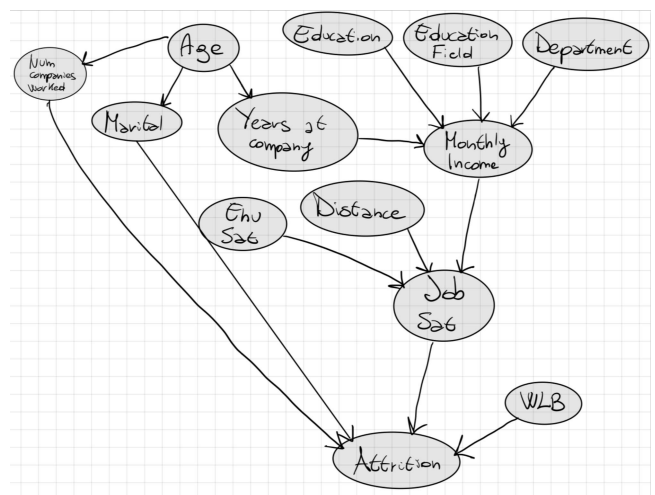 Num
companies
Worked
Age
Education
Education
Field
Department
Marital
Years at
company
Monthly
Income
Env
Sat
Distance
Job
Sat
WLB
Attrition